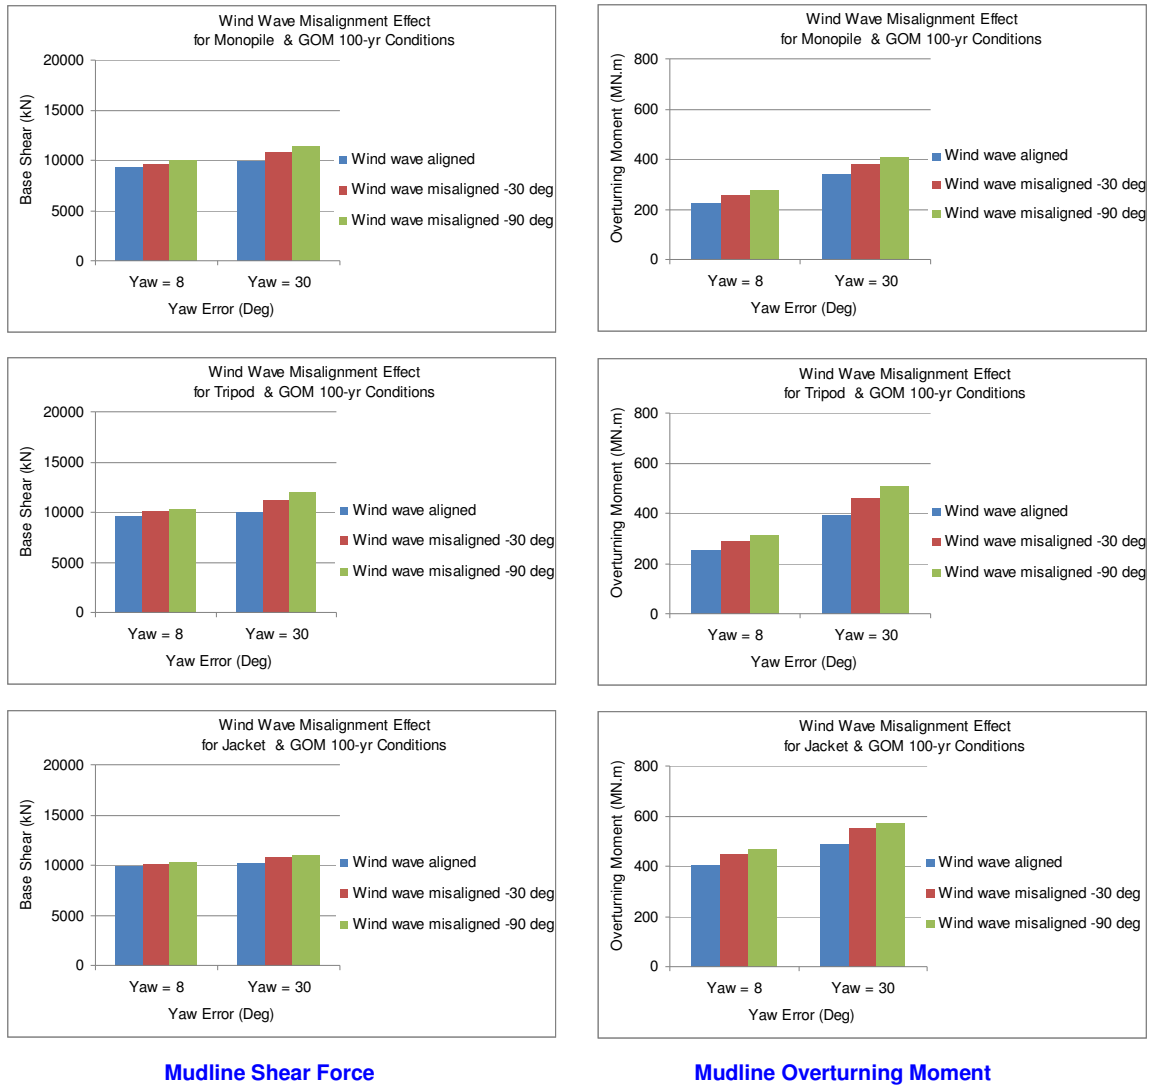 Wind Wave Misalignment Effect
for Monopile & GOM 100-yr Conditions
20000
15000
10000
5000
0
Base Shear (kN)
Yaw = 8
Yaw = 30
Yaw Error (Deg)
Wind wave aligned
Wind wave misaligned -30 deg
Wind wave misaligned -90 deg
Wind Wave Misalignment Effect
for Monopile & GOM 100-yr Conditions
800
600
400
200
0
Overturning Moment (MN.m)
Yaw = 8
Yaw = 30
Yaw Error (Deg)
Wind wave aligned
Wind wave misaligned -30 deg
Wind wave misaligned -90 deg
Wind Wave Misalignment Effect
for Tripod & GOM 100-yr Conditions
20000
15000
10000
5000
0
Base Shear (kN)
Yaw = 8
Yaw = 30
Yaw Error (Deg)
Wind wave aligned
Wind wave misaligned -30 deg
Wind wave misaligned -90 deg
Wind Wave Misalignment Effect
for Tripod & GOM 100-yr Conditions
800
600
400
200
0
Overturning Moment (MN.m)
Yaw = 8
Yaw = 30
Yaw Error (Deg)
Wind wave aligned
Wind wave misaligned -30 deg
Wind wave misaligned -90 deg
Wind Wave Misalignment Effect
for Jacket & GOM 100-yr Conditions
20000
15000
10000
5000
0
Base Shear (kN)
Yaw = 8
Yaw = 30
Yaw Error (Deg)
Wind wave aligned
Wind wave misaligned -30 deg
Wind wave misaligned -90 deg
Wind Wave Misalignment Effect
for Jacket & GOM 100-yr Conditions
800
600
400
200
0
Overturning Moment (MN.m)
Yaw = 8
Yaw = 30
Yaw Error (Deg)
Wind wave aligned
Wind wave misaligned -30 deg
Wind wave misaligned -90 deg
Mudline Shear Force
Mudline Overturning Moment